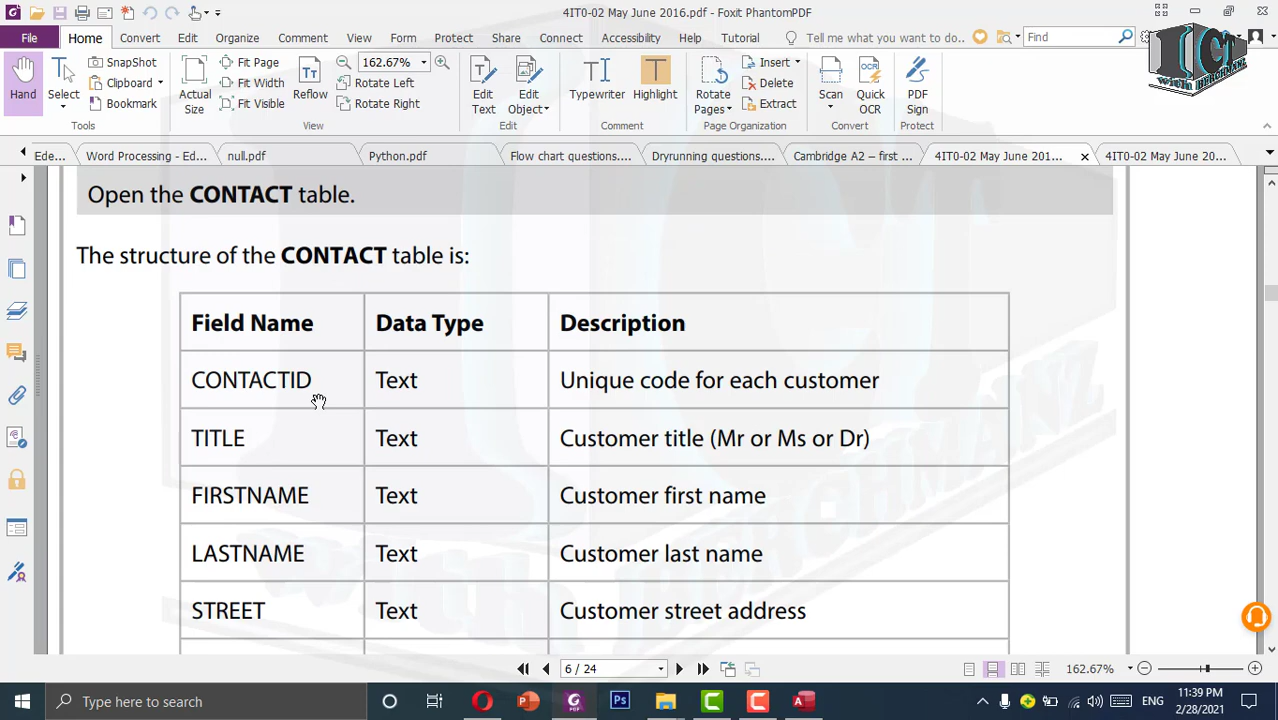 4IT0-02 May June 2016.pdf - Foxit PhantomPDF
File Home Convert Edit Organize Comment View Form Protect Share Connect Accessibility Help Tutorial Tell me what you want to do.. Find
Hand
Select
SnapShot
Clipboard
Bookmark
Tools
Actual Size
Fit Page
Fit Width
Fit Visible
Reflow
162.67%
Rotate Left
Rotate Right
View
Edit Text
Edit Object
Edit
Typewriter
Highlight
Comment
Rotate Pages
Insert
Delete
Extract
Page Organization
Scan
Quick OCR
Convert
PDF Sign
Protect
ICT
Ede... Word Processing - Ed... null.pdf Python.pdf Flow chart questions.... Dryrunning questions.... Cambridge A2 – first ... 4IT0-02 May June 201... 4IT0-02 May June 20...
Open the CONTACT table.
The structure of the CONTACT table is:
Field Name Data Type Description
CONTACTID Text Unique code for each customer
TITLE Text Customer title (Mr or Ms or Dr)
FIRSTNAME Text Customer first name
LASTNAME Text Customer last name
STREET Text Customer street address
6 / 24
162.67%
Type here to search
Ps
ENG
11:39 PM
2/28/2021